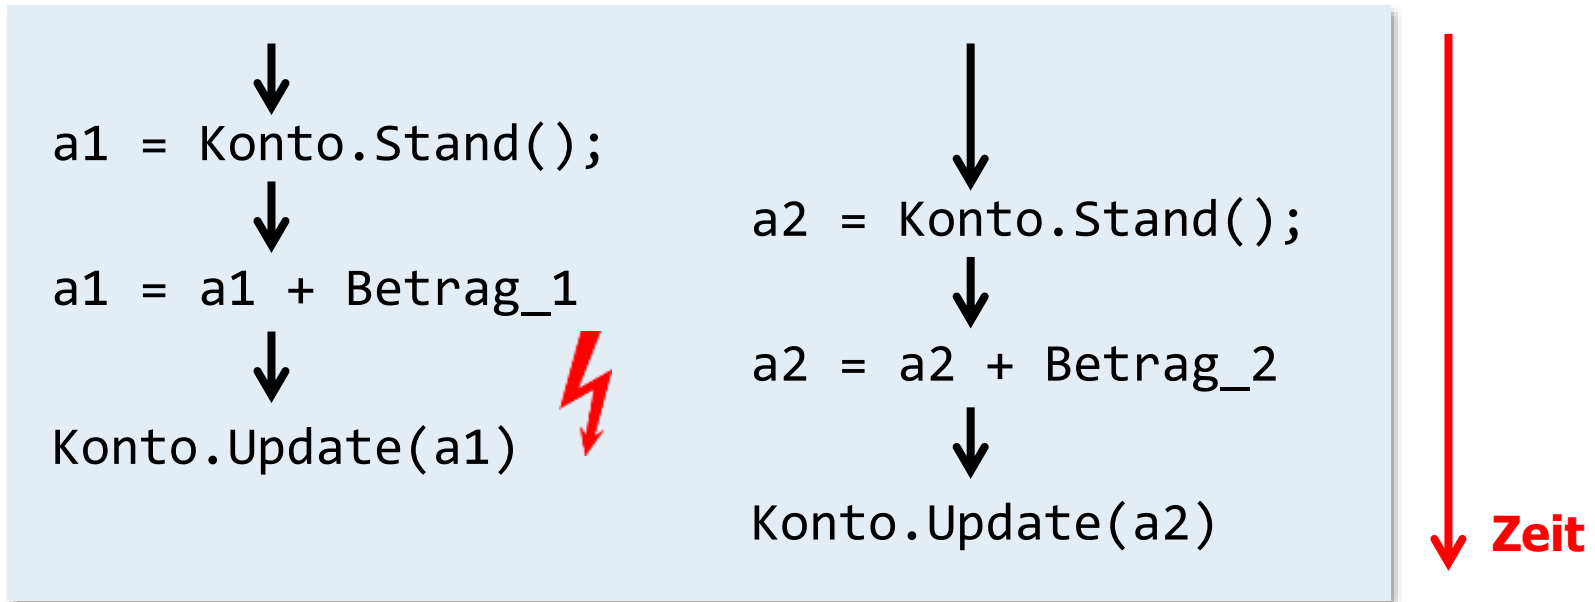 a1 = Konto.Stand();
a1 = a1 + Betrag_1
Konto.Update(a1)
a2 = Konto.Stand();
a2 = a2 + Betrag_2
Konto.Update(a2)
Zeit